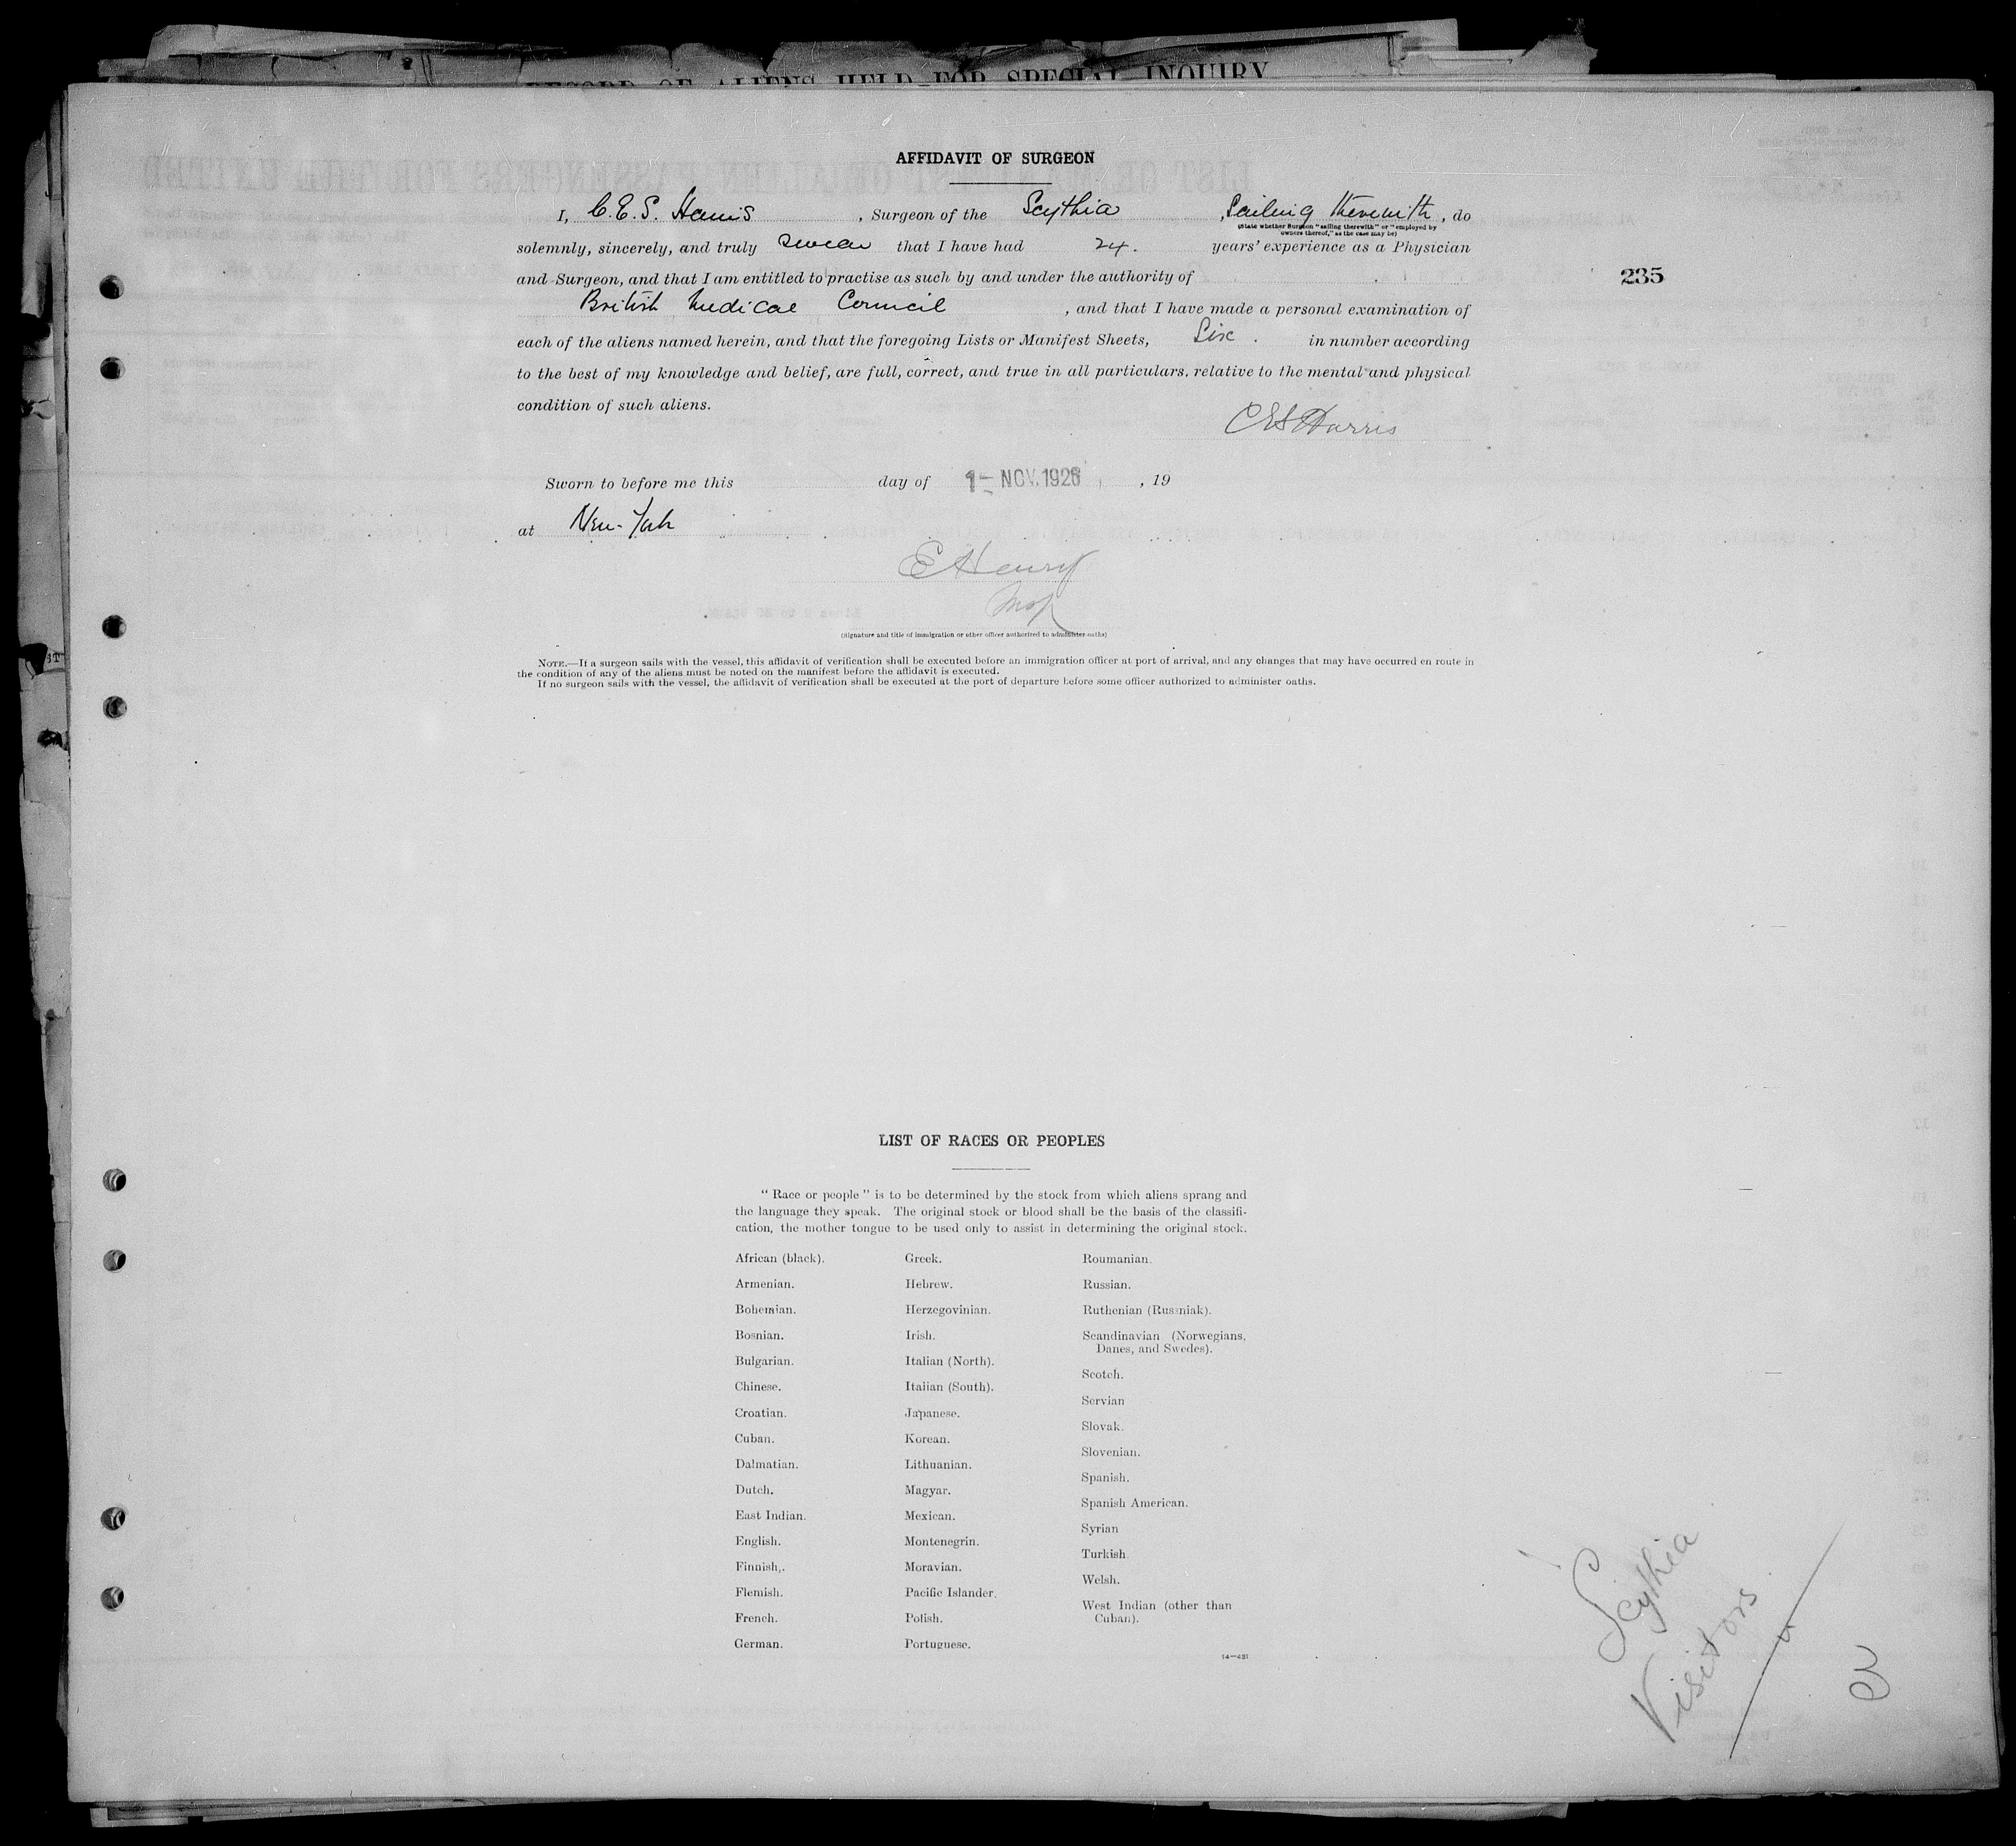 RECORD OF ALIENS HELD FOR SPECIAL INQUIRY
AFFIDAVIT OF SURGEON
I, C.E.S. Harris, Surgeon of the Scythia, Sailing therewith, do
(State whether Surgeon "sailing therewith" or "employed by
owners thereof," as the case may be)
solemnly, sincerely, and truly swear that I have had 24. years' experience as a Physician
and Surgeon, and that I am entitled to practise as such by and under the authority of
235
British Medical Council, and that I have made a personal examination of
each of the aliens named herein, and that the foregoing Lists or Manifest Sheets, Six. in number according
to the best of my knowledge and belief, are full, correct, and true in all particulars, relative to the mental and physical
condition of such aliens.
CES Harris
Sworn to before me this day of 1 - NOV. 1926, 19
at New-York
E Henry
(Signature and title of immigration or other officer authorized to administer oaths)
NOTE.—If a surgeon sails with the vessel, this affidavit of verification shall be executed before an immigration officer at port of arrival, and any changes that may have occurred en route in
the condition of any of the aliens must be noted on the manifest before the affidavit is executed.
If no surgeon sails with the vessel, the affidavit of verification shall be executed at the port of departure before some officer authorized to administer oaths.
LIST OF RACES OR PEOPLES
"Race or people" is to be determined by the stock from which aliens sprang and
the language they speak. The original stock or blood shall be the basis of the classifi-
cation, the mother tongue to be used only to assist in determining the original stock.
African (black).
Armenian.
Bohemian.
Bosnian.
Bulgarian.
Chinese.
Croatian.
Cuban.
Dalmatian.
Dutch.
East Indian.
English.
Finnish.
Flemish.
French.
German.
Greek.
Hebrew.
Herzegovinian.
Irish.
Italian (North).
Italian (South).
Japanese.
Korean.
Lithuanian.
Magyar.
Mexican.
Montenegrin.
Moravian.
Pacific Islander.
Polish.
Portuguese.
Roumanian.
Russian.
Ruthenian (Russniak).
Scandinavian (Norwegians,
Danes, and Swedes).
Scotch.
Servian
Slovak.
Slovenian.
Spanish.
Spanish American.
Syrian
Turkish
Welsh.
West Indian (other than
Cuban).
14—431
Scythia
Visitors